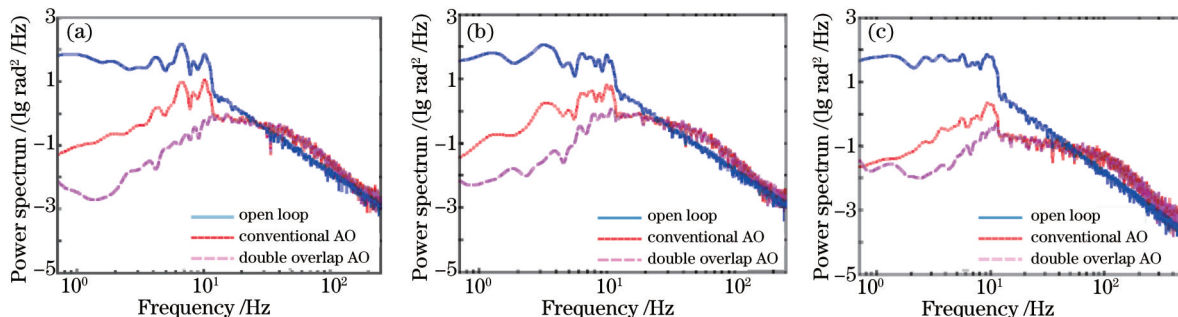 (a)
3
1
−1
−3
−5
Power spectrun /(lg rad² /Hz)
open loop
conventional AO
double overlap AO
10⁰ 10¹ 10²
Frequency /Hz
(b)
3
1
−1
−3
−5
Power spectrun /(lg rad² /Hz)
open loop
conventional AO
double overlap AO
10⁰ 10¹ 10²
Frequency /Hz
(c)
3
1
−1
−3
−5
Power spectrun /(lg rad² /Hz)
open loop
conventional AO
double overlap AO
10⁰ 10¹ 10²
Frequency /Hz